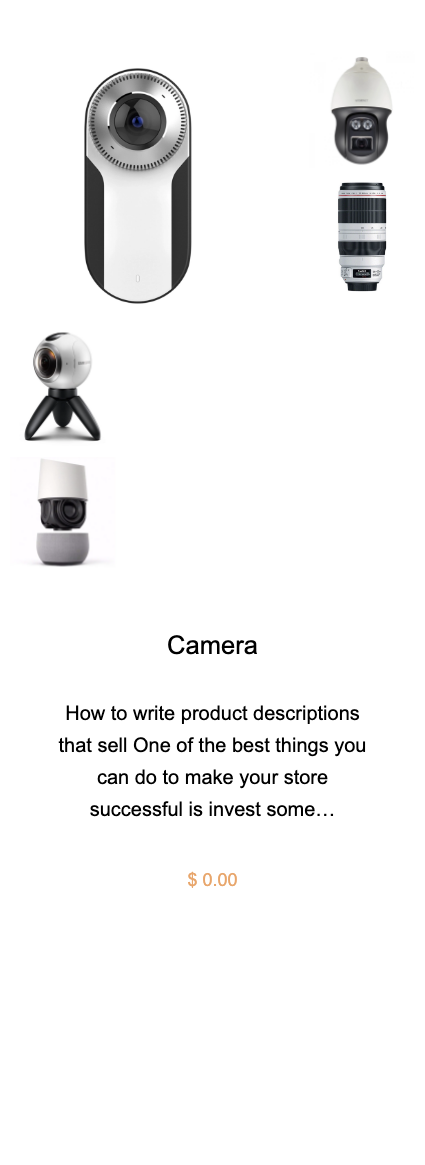 Camera
How to write product descriptions
that sell One of the best things you
can do to make your store
successful is invest some…
$ 0.00